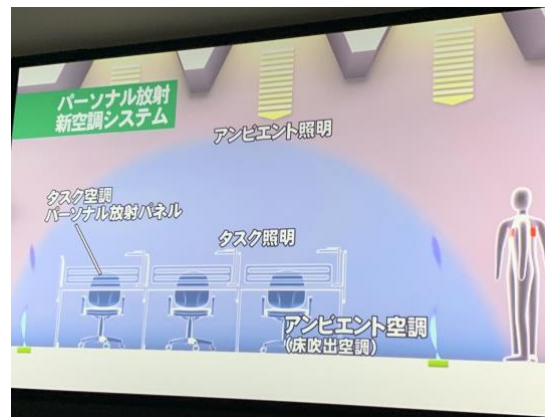 パーソナル放射
新空調システム
アンビエント照明
タスク空調
パーソナル放射パネル
タスク照明
アンビエント空調
(床吹出空調)